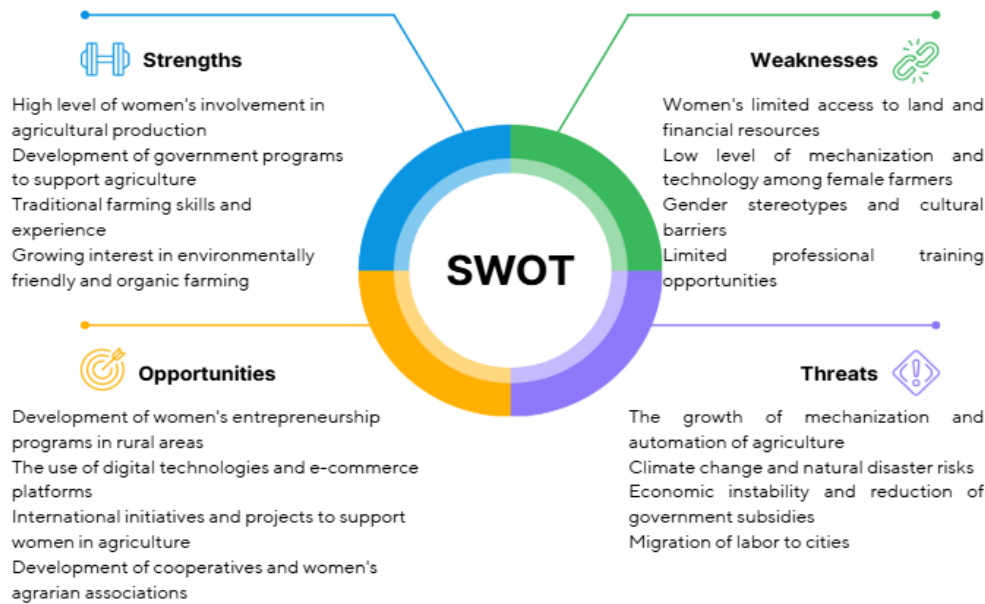 Strengths
High level of women's involvement in
agricultural production
Development of government programs
to support agriculture
Traditional farming skills and
experience
Growing interest in environmentally
friendly and organic farming
Weaknesses
Women's limited access to land and
financial resources
Low level of mechanization and
technology among female farmers
Gender stereotypes and cultural
barriers
Limited professional training
opportunities
SWOT
Opportunities
Development of women's entrepreneurship
programs in rural areas
The use of digital technologies and e-commerce
platforms
International initiatives and projects to support
women in agriculture
Development of cooperatives and women's
agrarian associations
Threats
The growth of mechanization and
automation of agriculture
Climate change and natural disaster risks
Economic instability and reduction of
government subsidies
Migration of labor to cities